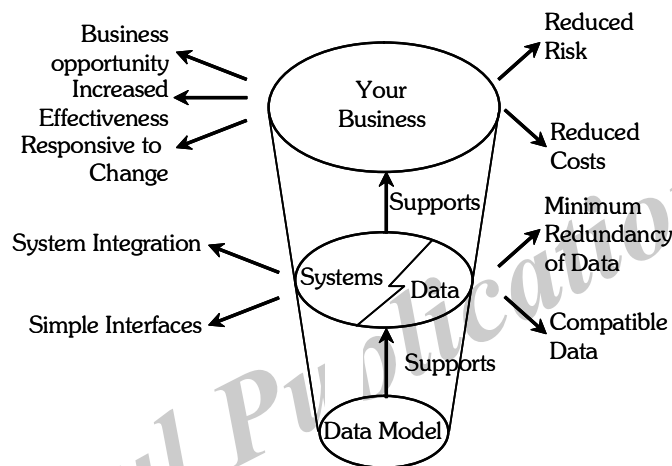 Business
opportunity
Increased
Effectiveness
Responsive to
Change
Your
Business
Reduced
Risk
Reduced
Costs
Supports
System Integration
Simple Interfaces
Systems
Data
Minimum
Redundancy
of Data
Compatible
Data
Supports
Data Model